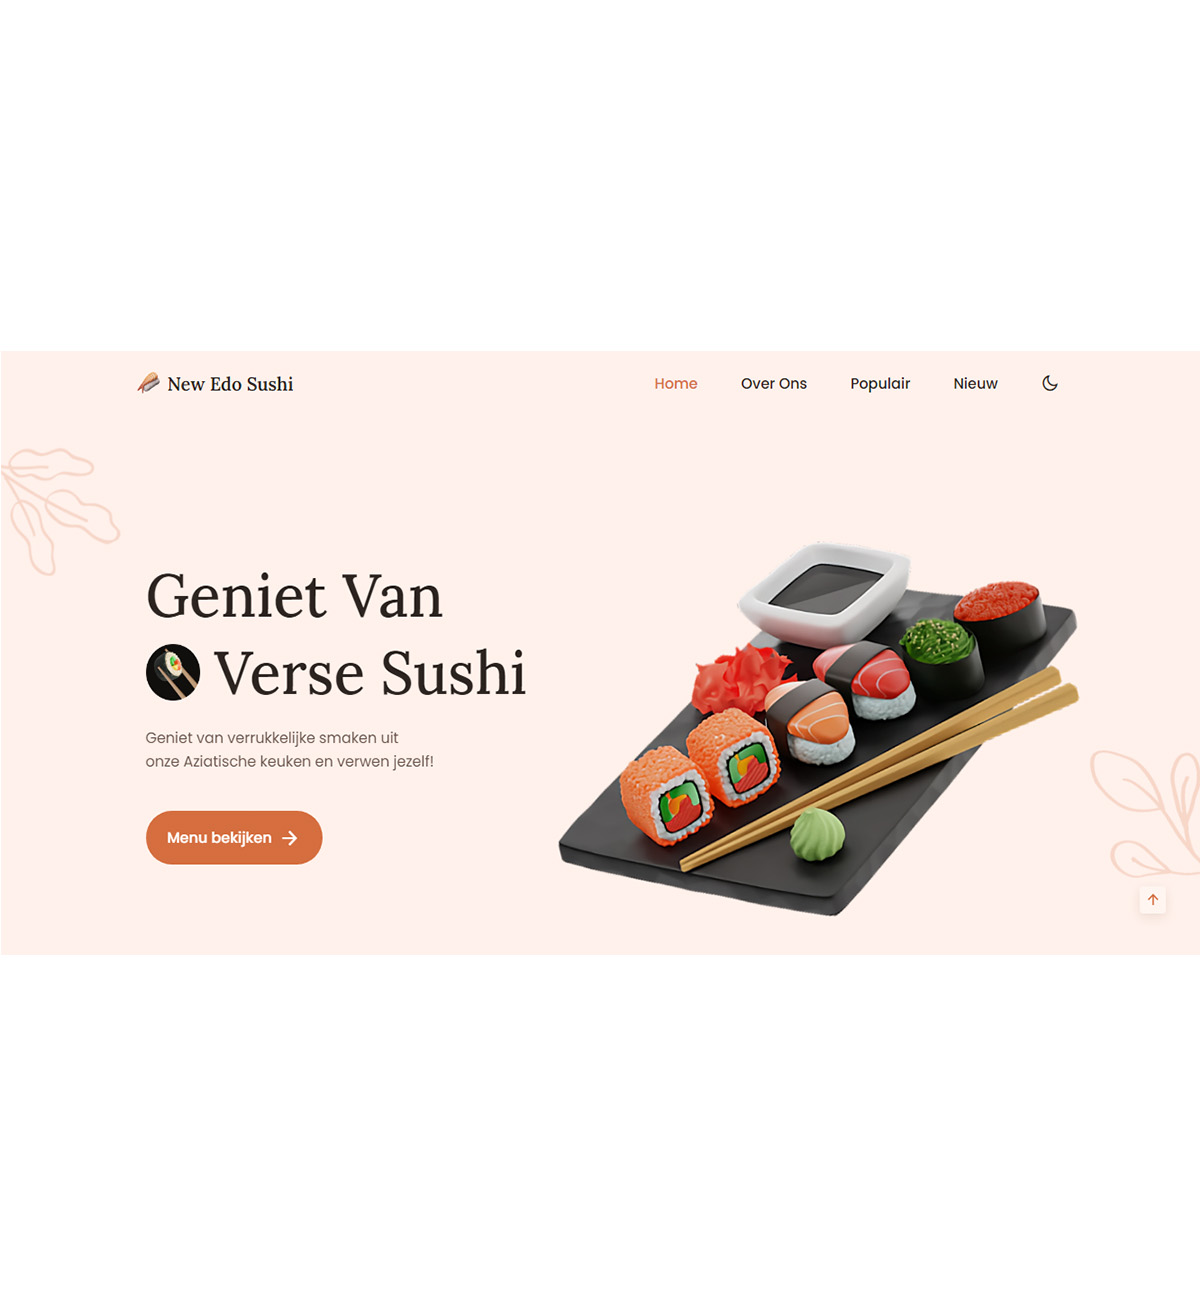 New Edo Sushi
Home Over Ons Populair Nieuw
Geniet Van
Verse Sushi
Geniet van verrukkelijke smaken uit
onze Aziatische keuken en verwen jezelf!
Menu bekijken